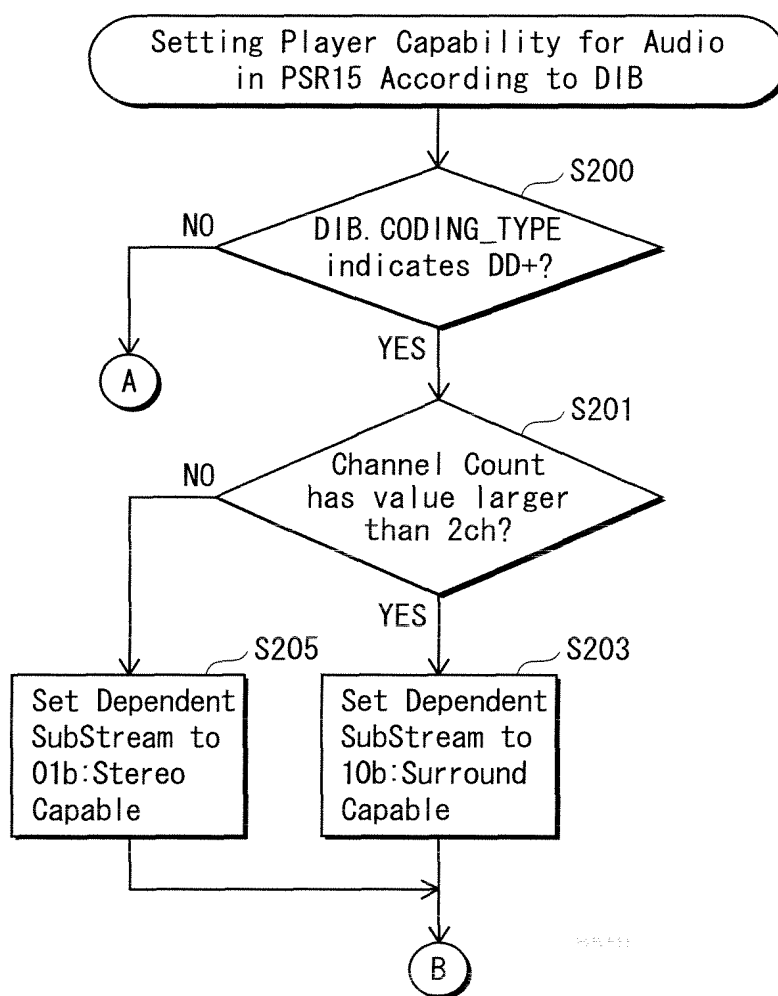 Setting Player Capability for Audio
in PSR15 According to DIB
S200
NO
DIB.CODING_TYPE
indicates DD+?
YES
A
S201
NO
Channel Count
has value larger
than 2ch?
YES
S205
S203
Set Dependent
SubStream to
01b:Stereo
Capable
Set Dependent
SubStream to
10b:Surround
Capable
B